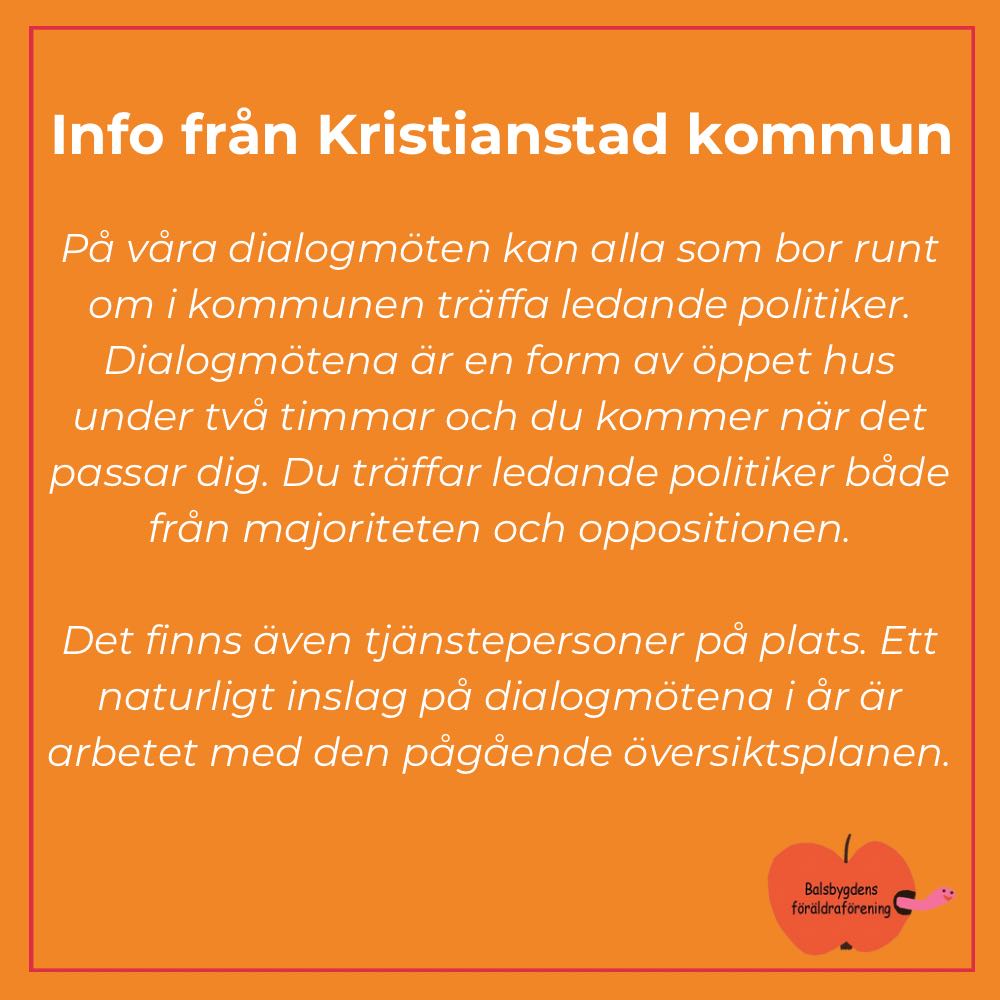 Info från Kristianstad kommun
På våra dialogmöten kan alla som bor runt
om i kommunen träffa ledande politiker.
Dialogmötena är en form av öppet hus
under två timmar och du kommer när det
passar dig. Du träffar ledande politiker både
från majoriteten och oppositionen.
Det finns även tjänstepersoner på plats. Ett
naturligt inslag på dialogmötena i år är
arbetet med den pågående översiktsplanen.
Balsbygdens
föräldraförening